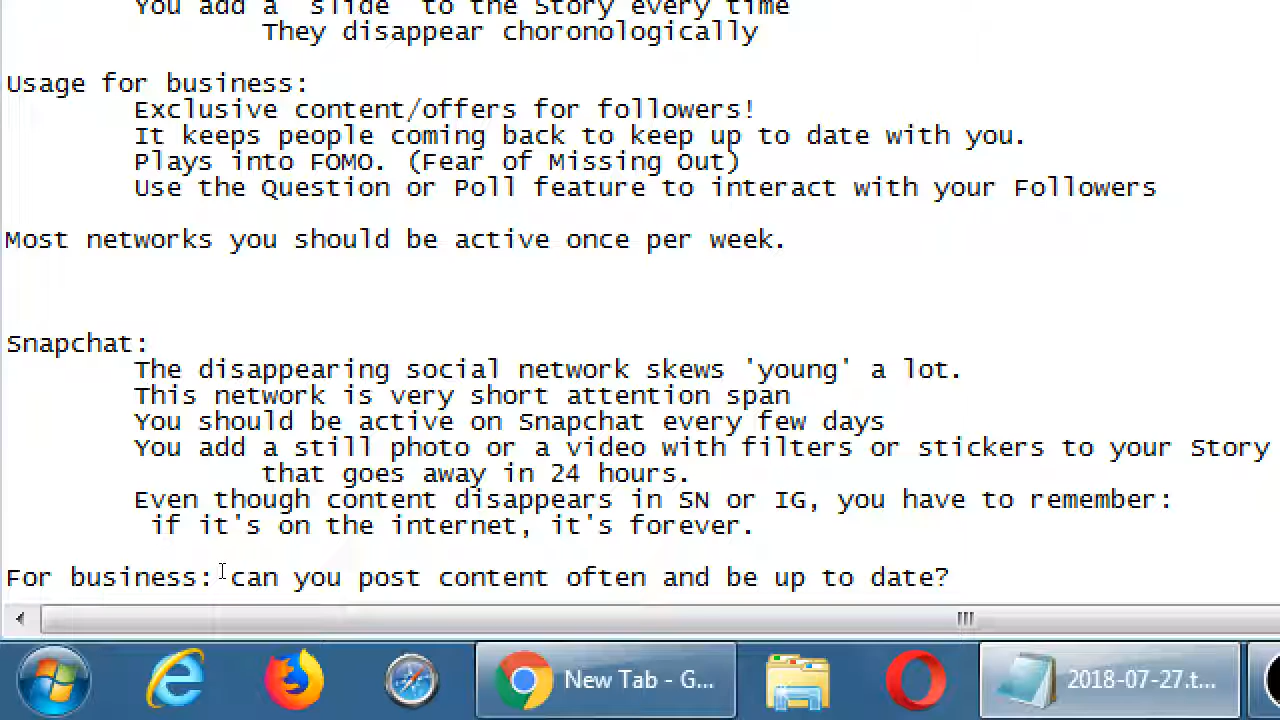 You add a "slide" to the Story every time
They disappear choronologically
Usage for business:
Exclusive content/offers for followers!
It keeps people coming back to keep up to date with you.
Plays into FOMO. (Fear of Missing Out)
Use the Question or Poll feature to interact with your Followers
Most networks you should be active once per week.
Snapchat:
The disappearing social network skews 'young' a lot.
This network is very short attention span
You should be active on Snapchat every few days
You add a still photo or a video with filters or stickers to your Story
that goes away in 24 hours.
Even though content disappears in SN or IG, you have to remember:
if it's on the internet, it's forever.
For business: can you post content often and be up to date?
New Tab - G...
2018-07-27.t...